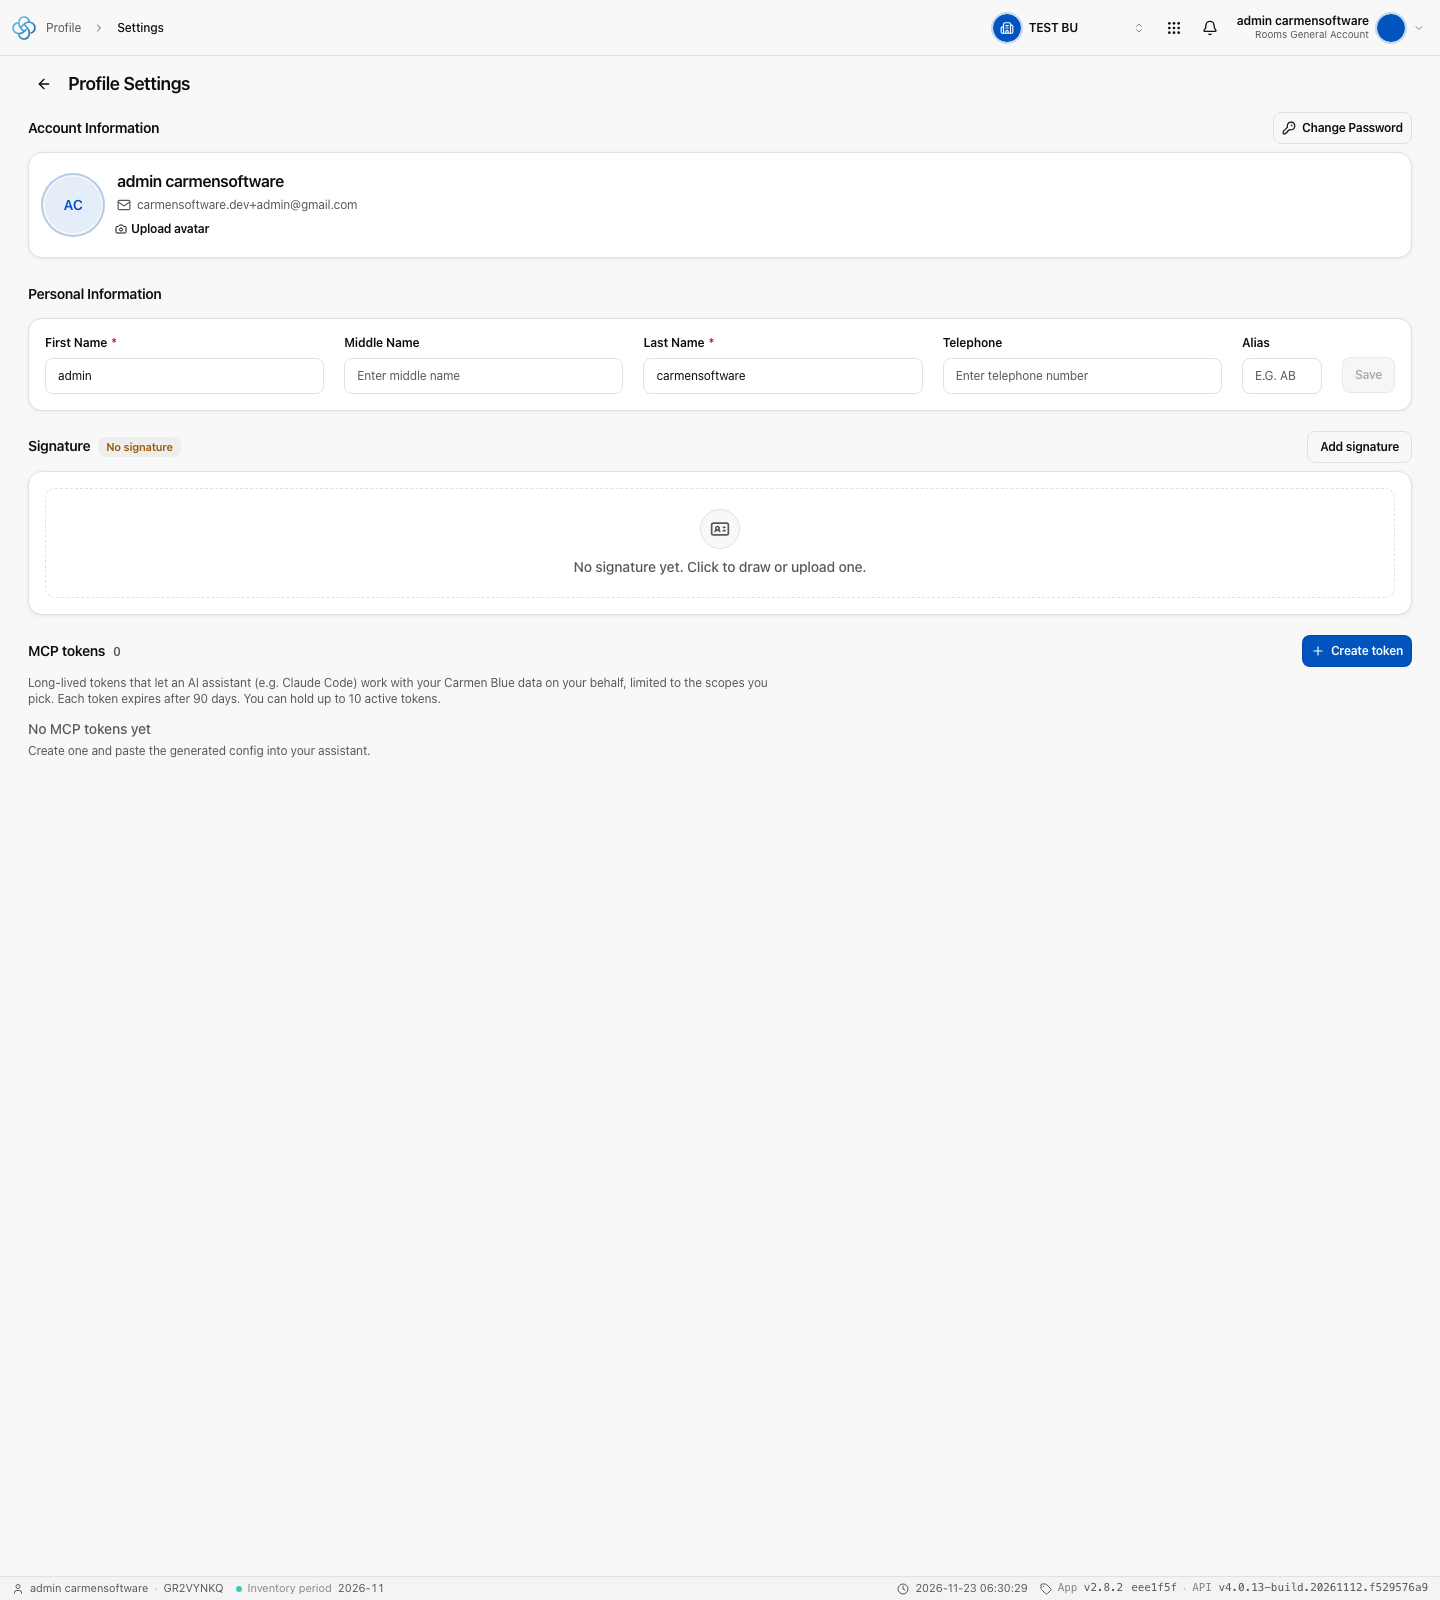 Profile > Settings
TEST BU
admin carmensoftware
Rooms General Account
Profile Settings
Account Information
Change Password
AC
admin carmensoftware
carmensoftware.dev+admin@gmail.com
Upload avatar
Personal Information
First Name * Middle Name Last Name * Telephone Alias
admin Enter middle name carmensoftware Enter telephone number E.G. AB Save
Signature No signature Add signature
No signature yet. Click to draw or upload one.
MCP tokens 0 Create token
Long-lived tokens that let an AI assistant (e.g. Claude Code) work with your Carmen Blue data on your behalf, limited to the scopes you
pick. Each token expires after 90 days. You can hold up to 10 active tokens.
No MCP tokens yet
Create one and paste the generated config into your assistant.
admin carmensoftware · GR2VYNKQ Inventory period 2026-11 2026-11-23 06:30:29 App v2.8.2 eee1f5f · API v4.0.13-build.20261112.f529576a9